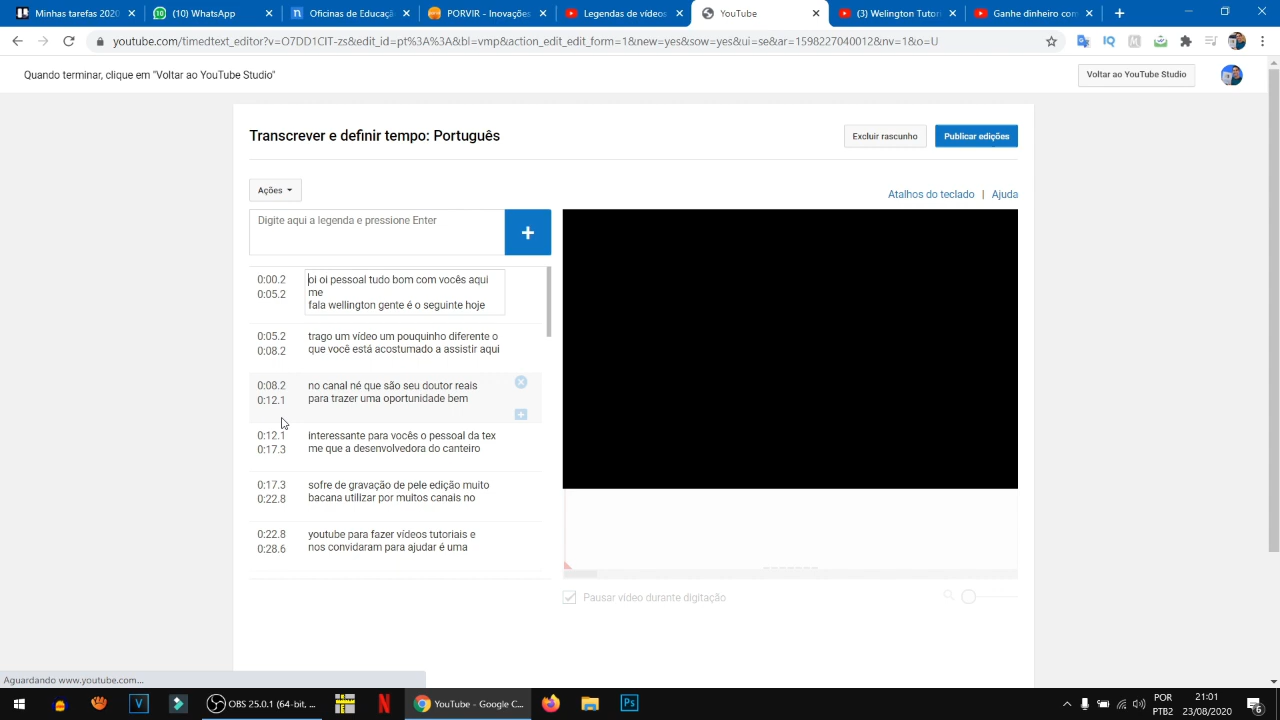 Minhas tarefas 2020
(10) WhatsApp
Oficinas de Educaçã
PORVIR - Inovações
Legendas de vídeos
YouTube
(3) Welington Tutor
Ganhe dinheiro com
youtube.com/timedtext_editor?v=O7DD1CIT-zs&edit_id=pt%3A%3A&bl=vmp&action_edit_edit_form=1&new=yes&sow=yes&ui=se&ar=1598227040012&nv=1&o=U
Quando terminar, clique em "Voltar ao YouTube Studio"
Voltar ao YouTube Studio
Transcrever e definir tempo: Português
Excluir rascunho
Publicar edições
Ações
Atalhos do teclado | Ajuda
Digite aqui a legenda e pressione Enter
+
0:00.2
0:05.2
oi oi pessoal tudo bom com vocês aqui
me
fala wellington gente é o seguinte hoje
0:05.2
0:08.2
trago um vídeo um pouquinho diferente o
que você está acostumado a assistir aqui
0:08.2
0:12.1
no canal né que são seu doutor reais
para trazer uma oportunidade bem
0:12.1
0:17.3
interessante para vocês o pessoal da tex
me que a desenvolvedora do canteiro
0:17.3
0:22.8
sofre de gravação de pele edição muito
bacana utilizar por muitos canais no
0:22.8
0:28.6
youtube para fazer vídeos tutoriais e
nos convidaram para ajudar é uma
Pausar vídeo durante digitação
Aguardando www.youtube.com...
OBS 25.0.1 (64-bit, ...
YouTube - Google C...
POR
PTB2
21:01
23/08/2020
6